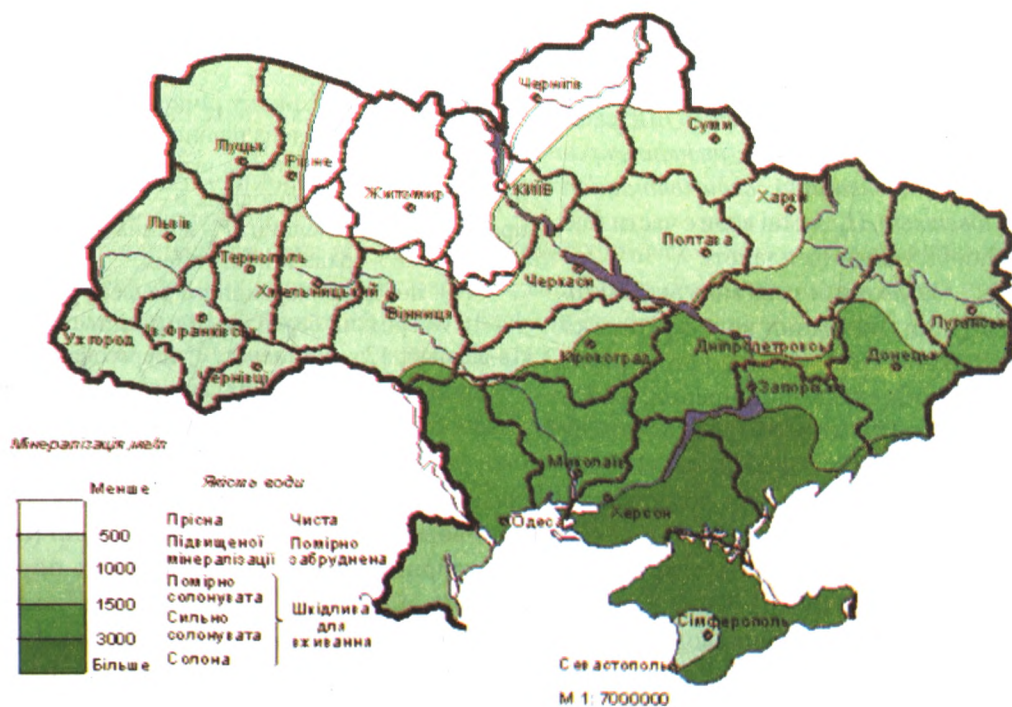 Чернігів
Суми
Луцьк
Рівне
КИЇВ
Житомир
Харків
Львів
Полтава
Тернопіль
Черкаси
Хмельницький
Вінниця
Луганськ
Ужгород
Ів.Франківськ
Кіровоград
Дніпропетровськ
Донецьк
Чернівці
Запоріжжя
Миколаїв
Херсон
Одеса
Сімферополь
Севастополь
М 1: 7000000
Мінералізація мг/л
Якість води
Менше
Прісна Чиста
500
Підвищеної мінералізації Помірно забруднена
1000
Помірно солонувата
1500
Сильно солонувата Шкідлива для вживання
3000
Більше Солона